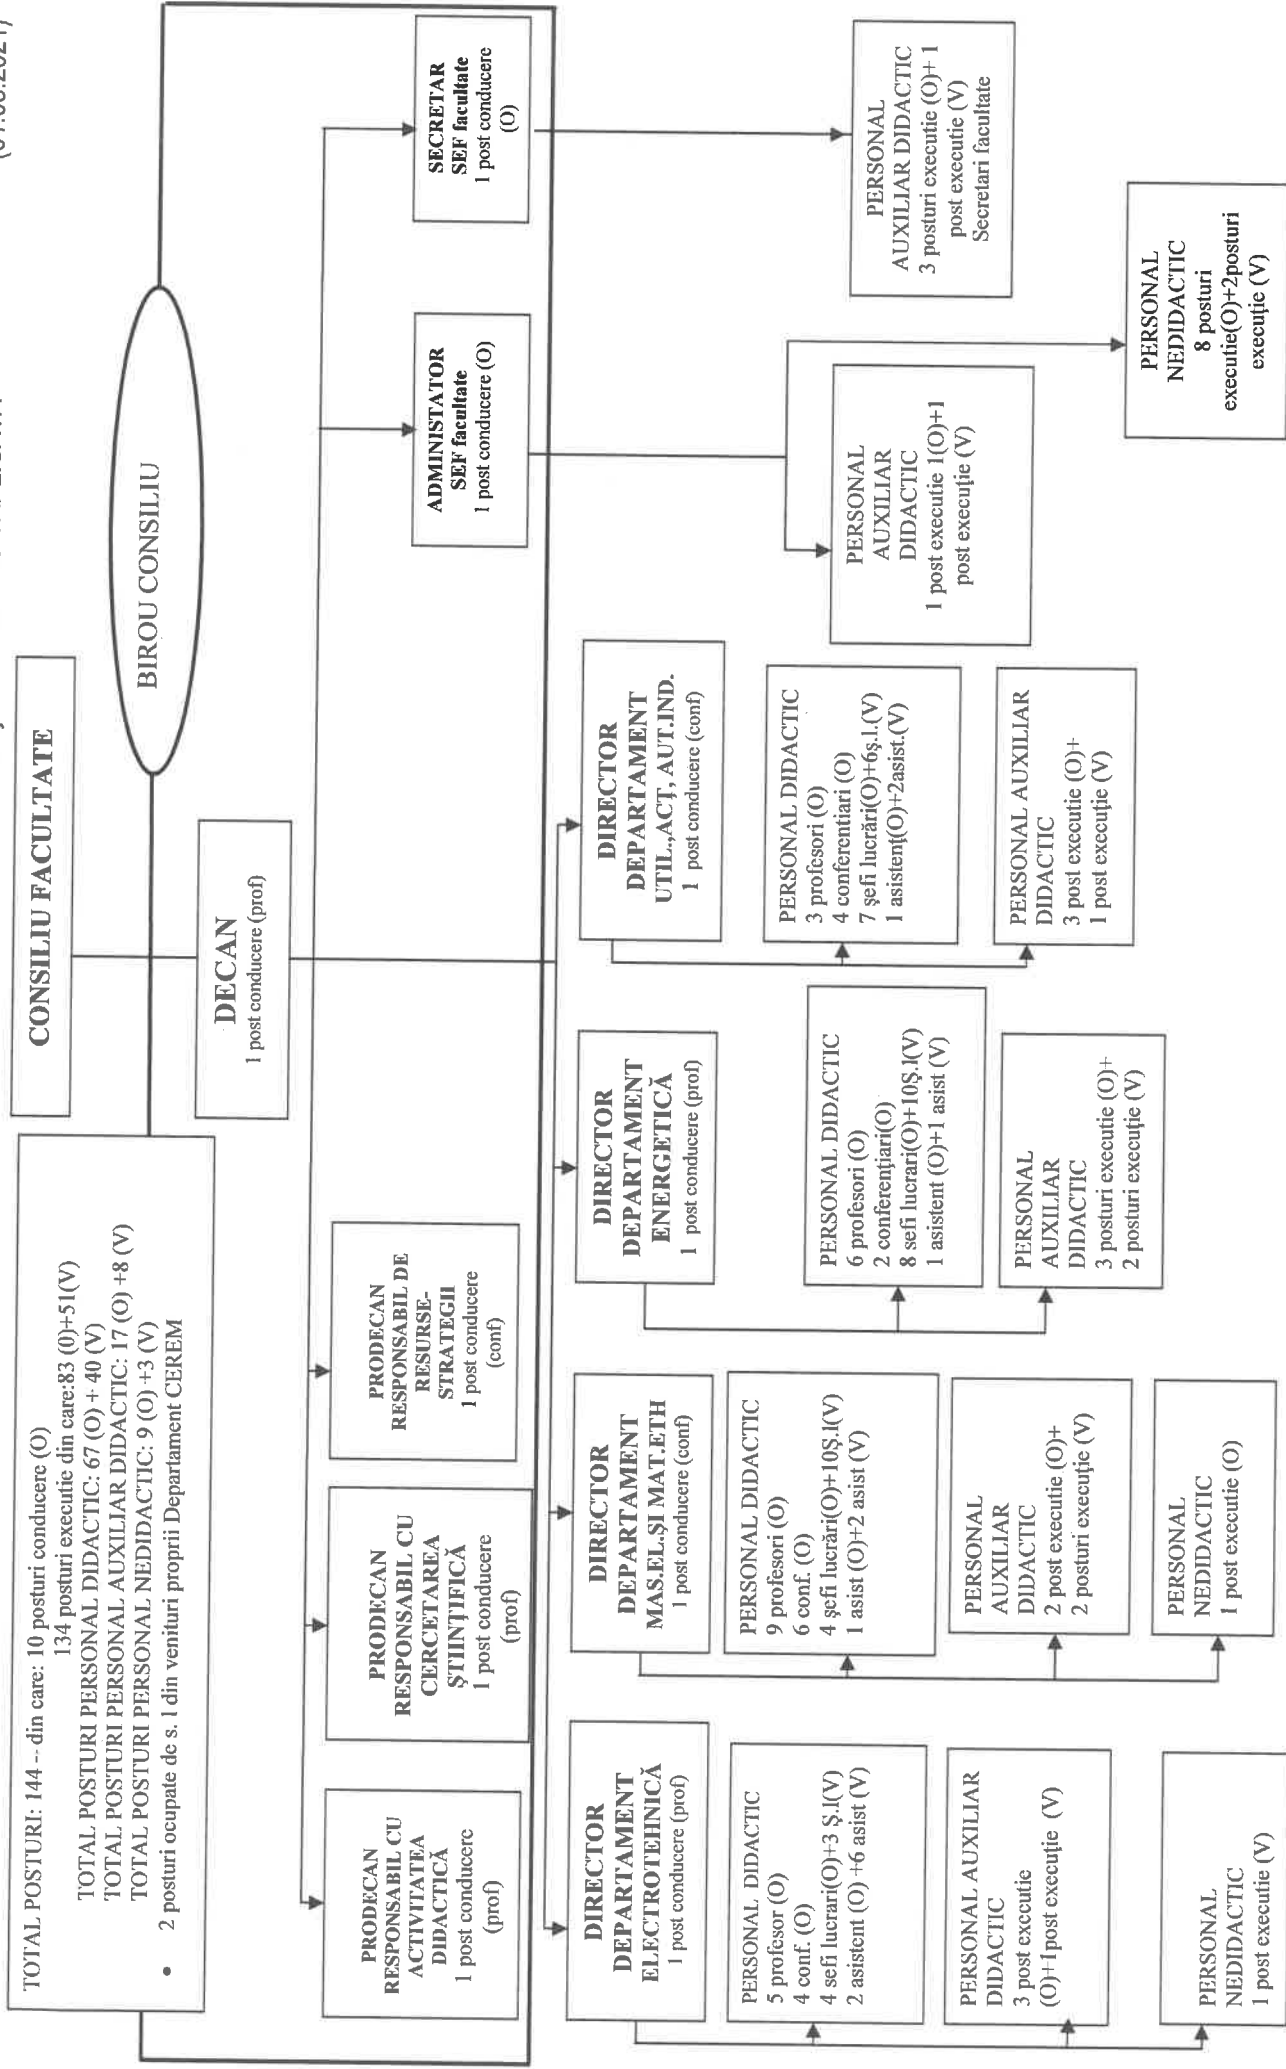 CONSILIU FACULTATE
BIROU CONSILIU
TOTAL POSTURI: 144 -- din care: 10 posturi conducere (O)
134 posturi executie din care:83 (0)+51(V)
TOTAL POSTURI PERSONAL DIDACTIC: 67 (O) + 40 (V)
TOTAL POSTURI PERSONAL AUXILIAR DIDACTIC: 17 (O) +8 (V)
TOTAL POSTURI PERSONAL NEDIDACTIC: 9 (O) +3 (V)
• 2 posturi ocupate de s. l din venituri proprii Departament CEREM
DECAN
1 post conducere (prof)
PRODECAN
RESPONSABIL CU
ACTIVITATEA
DIDACTICĂ
1 post conducere
(prof)
PRODECAN
RESPONSABIL CU
CERCETAREA
ŞTIINŢIFICĂ
1 post conducere
(prof)
PRODECAN
RESPONSABIL DE
RESURSE-
STRATEGII
1 post conducere
(conf)
ADMINISTATOR
SEF facultate
1 post conducere (O)
SECRETAR
SEF facultate
1 post conducere
(O)
DIRECTOR
DEPARTAMENT
ELECTROTEHNICĂ
1 post conducere (prof)
DIRECTOR
DEPARTAMENT
MAS.EL.ŞI MAT.ETH
1 post conducere (conf)
DIRECTOR
DEPARTAMENT
ENERGETICĂ
1 post conducere (prof)
DIRECTOR
DEPARTAMENT
UTIL.,ACŢ, AUT.IND.
1 post conducere (conf)
PERSONAL DIDACTIC
5 profesor (O)
4 conf. (O)
4 sefi lucrari(O)+3 Ş.l(V)
2 asistent (O) +6 asist (V)
PERSONAL DIDACTIC
9 profesori (O)
6 conf. (O)
4 şefi lucrări(O)+10Ş.l(V)
1 asist (O)+2 asist (V)
PERSONAL DIDACTIC
6 profesori (O)
2 conferenţiari(O)
8 sefi lucrari(O)+10Ş.l(V)
1 asistent (O)+1 asist (V)
PERSONAL DIDACTIC
3 profesori (O)
4 conferentiari (O)
7 şefi lucrări(O)+6ş.l.(V)
1 asistenţ(O)+2asist.(V)
PERSONAL AUXILIAR
DIDACTIC
3 post executie
(O)+1post execuţie (V)
PERSONAL
AUXILIAR
DIDACTIC
2 post executie (O)+
2 posturi execuţie (V)
PERSONAL
AUXILIAR
DIDACTIC
3 posturi executie (O)+
2 posturi execuţie (V)
PERSONAL AUXILIAR
DIDACTIC
3 post executie (O)+
1 post execuţie (V)
PERSONAL
AUXILIAR
DIDACTIC
1 post executie 1(O)+1
post execuţie (V)
PERSONAL
AUXILIAR DIDACTIC
3 posturi executie (O)+ 1
post executie (V)
Secretari facultate
PERSONAL
NEDIDACTIC
1 post executie (V)
PERSONAL
NEDIDACTIC
1 post executie (O)
PERSONAL
NEDIDACTIC
8 posturi
executie(O)+2posturi
execuţie (V)